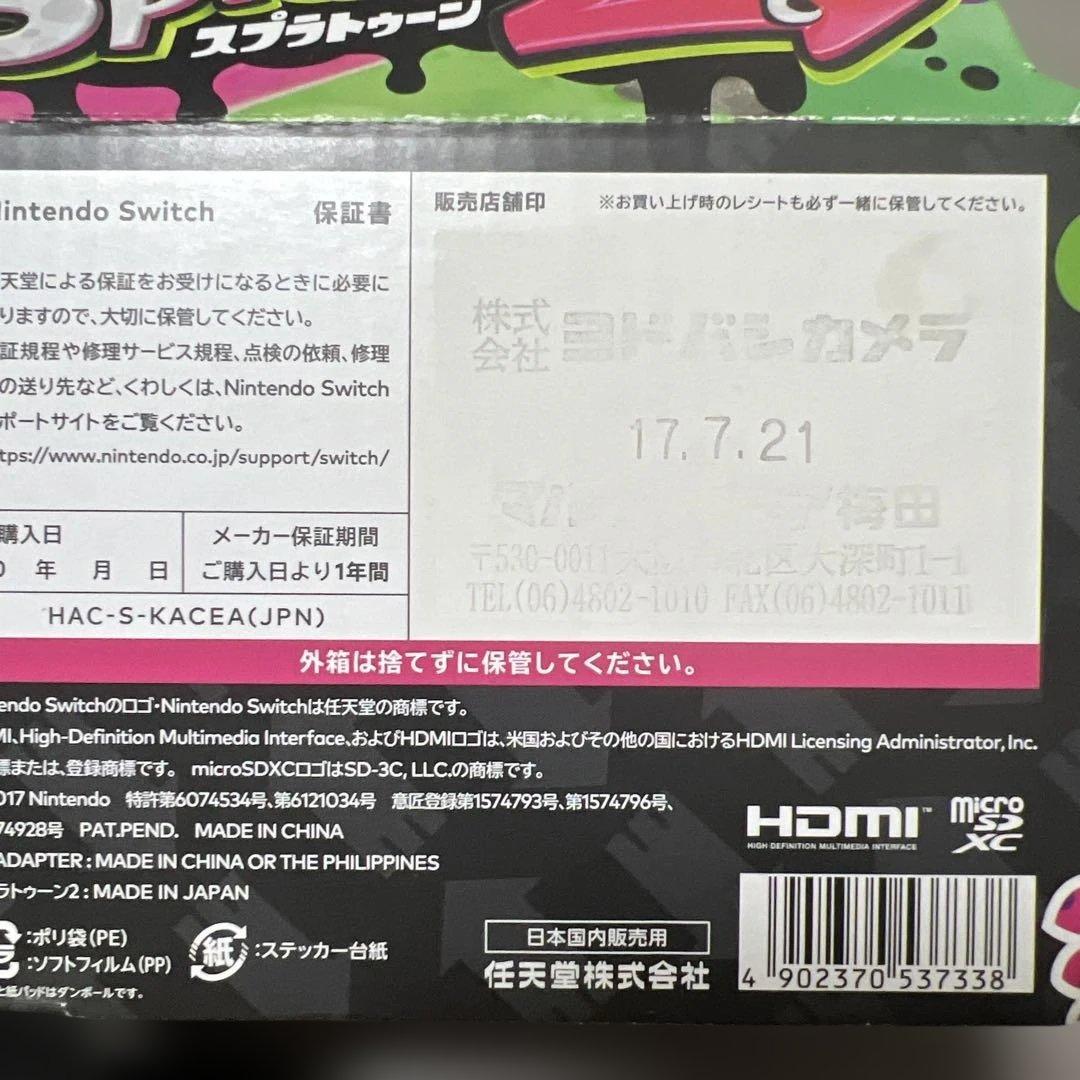 スプラトゥーン
Nintendo Switch 保証書
天堂による保証をお受けになるときに必要に
りますので、大切に保管してください。
証規程や修理サービス規程、点検の依頼、修理
の送り先など、くわしくは、Nintendo Switch
ポートサイトをご覧ください。
tps://www.nintendo.co.jp/support/switch/
購入日
0 年 月 日
メーカー保証期間
ご購入日より1年間
HAC-S-KACEA(JPN)
販売店舗印 ※お買い上げ時のレシートも必ず一緒に保管してください。
株式会社 ヨドバシカメラ
17.7.21
梅田
〒530-0011 北区大深町1-1
TEL(06)4802-1010 FAX(06)4802-1011
外箱は捨てずに保管してください。
endo Switchのロゴ・Nintendo Switchは任天堂の商標です。
MI、High-Definition Multimedia Interface、およびHDMIロゴは、米国およびその他の国におけるHDMI Licensing Administrator, Inc.
標または、登録商標です。 microSDXCロゴはSD-3C, LLC.の商標です。
017 Nintendo 特許第6074534号、第6121034号 意匠登録第1574793号、第1574796号、
74928号 PAT.PEND. MADE IN CHINA
ADAPTER : MADE IN CHINA OR THE PHILIPPINES
ラトゥーン2 : MADE IN JAPAN
HDMI™
HIGH-DEFINITION MULTIMEDIA INTERFACE
micro SD XC
:ポリ袋(PE)
:ソフトフィルム(PP)
紙 :ステッカー台紙
と紙パッドはダンボールです。
日本国内販売用
任天堂株式会社
4 902370 537338